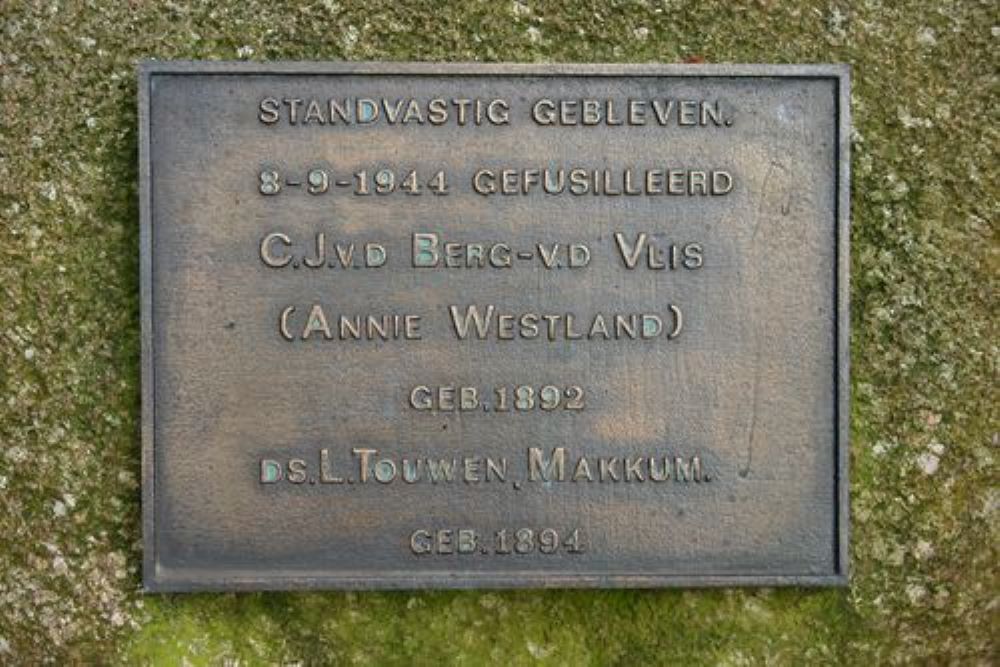 STANDVASTIG GEBLEVEN.
8-9-1944 GEFUSILLEERD
C.J.V.D BERG-V.D VLIS
(ANNIE WESTLAND)
GEB.1892
DS.L.TOUWEN, MAKKUM.
GEB.1894